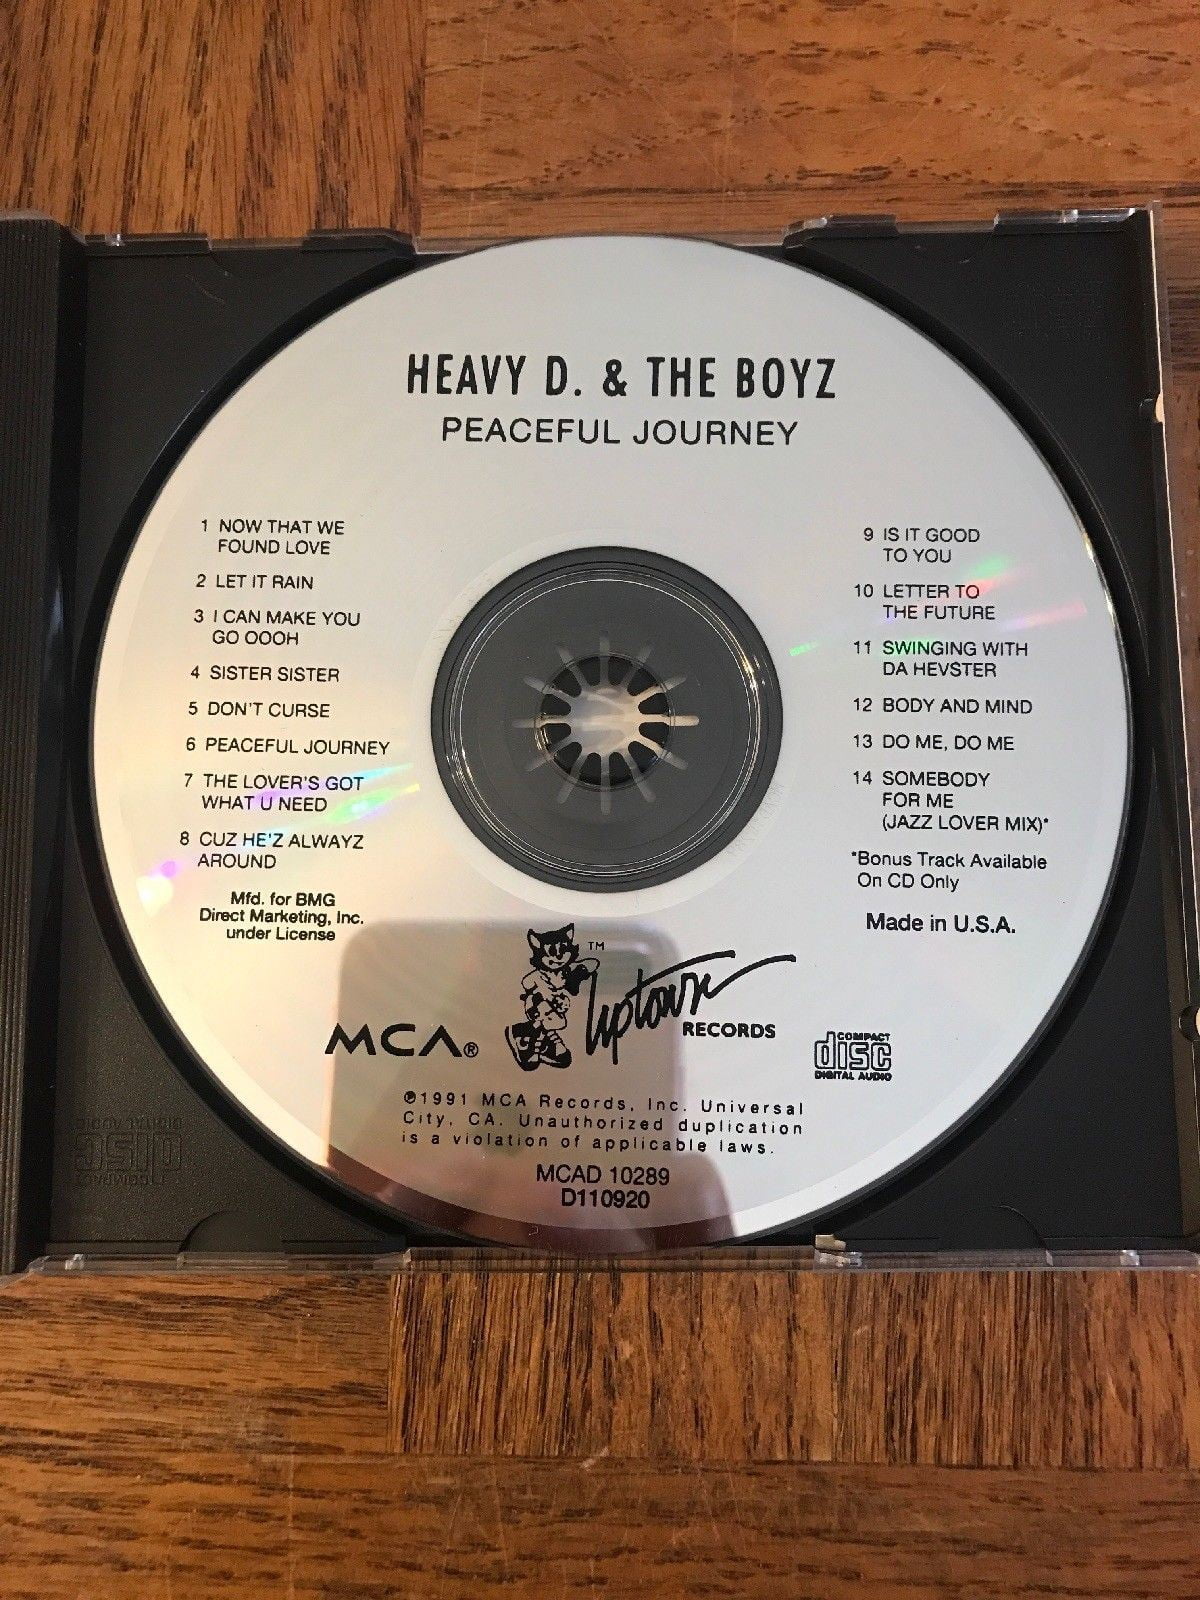 HEAVY D. & THE BOYZ
PEACEFUL JOURNEY
1 NOW THAT WE
FOUND LOVE
2 LET IT RAIN
3 I CAN MAKE YOU
GO OOOH
4 SISTER SISTER
5 DON'T CURSE
6 PEACEFUL JOURNEY
7 THE LOVER'S GOT
WHAT U NEED
8 CUZ HE'Z ALWAYZ
AROUND
Mfd. for BMG
Direct Marketing, Inc.
under License
9 IS IT GOOD
TO YOU
10 LETTER TO
THE FUTURE
11 SWINGING WITH
DA HEVSTER
12 BODY AND MIND
13 DO ME, DO ME
14 SOMEBODY
FOR ME
(JAZZ LOVER MIX)*
*Bonus Track Available
On CD Only
Made in U.S.A.
MCA®
TM
Uptown
RECORDS
COMPACT
disc
DIGITAL AUDIO
℗1991 MCA Records, Inc. Universal
City, CA. Unauthorized duplication
is a violation of applicable laws.
MCAD 10289
D110920
COMPACT
disc
DIGITAL AUDIO